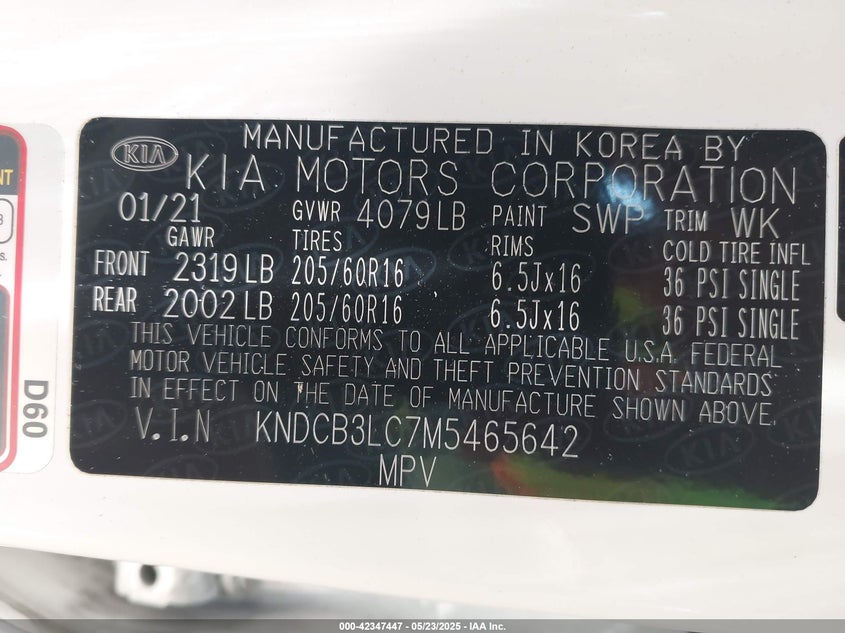 MANUFACTURED IN KOREA BY
KIA KIA MOTORS CORPORATION
01/21 GVWR 4079LB PAINT SWP TRIM WK
GAWR TIRES RIMS COLD TIRE INFL
FRONT 2319LB 205/60R16 6.5Jx16 36 PSI SINGLE
REAR 2002LB 205/60R16 6.5Jx16 36 PSI SINGLE
THIS VEHICLE CONFORMS TO ALL APPLICABLE U.S.A. FEDERAL
MOTOR VEHICLE SAFETY AND THEFT PREVENTION STANDARDS
IN EFFECT ON THE DATE OF MANUFACTURE SHOWN ABOVE.
V.I.N KNDCB3LC7M5465642
MPV
D60
000-42347447 — 05/23/2025 — IAA Inc.